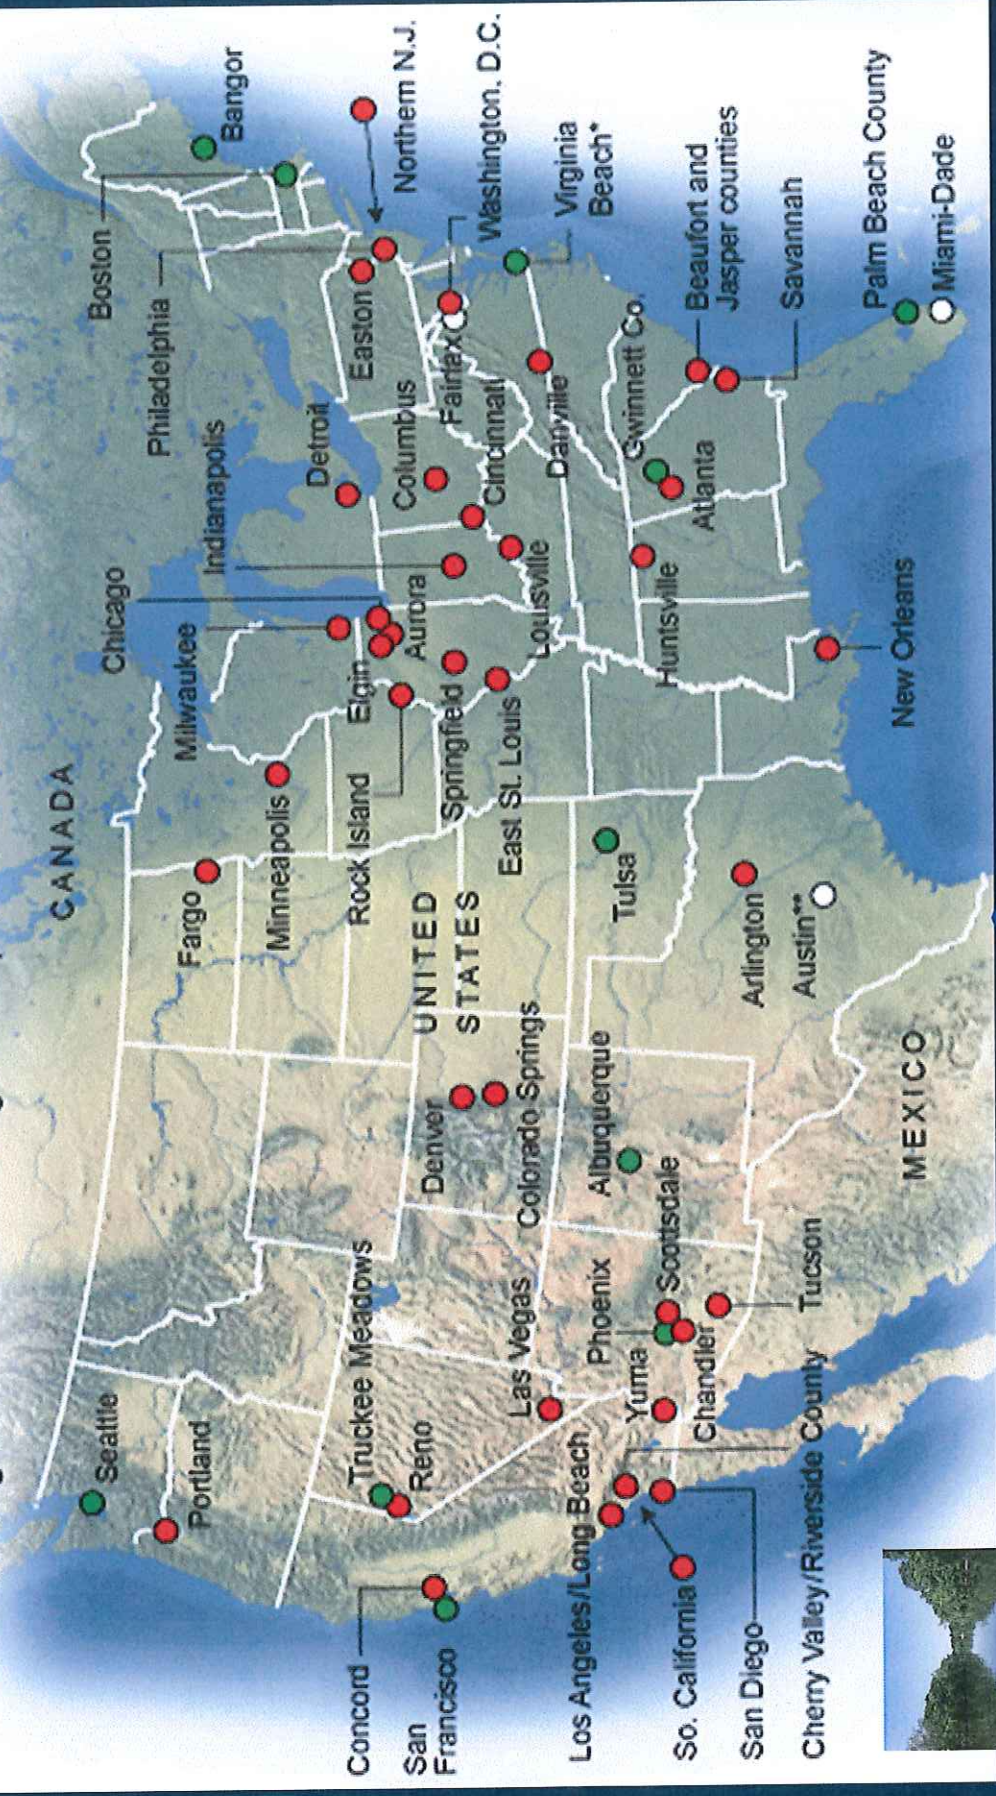 CANADA
Seattle
Portland
Fargo
Minneapolis
Milwaukee
Chicago
Indianapolis
Philadelphia
Boston
Bangor
Detroit
Northern N.J.
Concord
San
Francisco
Truckee Meadows
Reno
Denver
UNITED
STATES
Rock Island
Elgin
Aurora
Springfield
Columbus
Easton
Fairfax Co.
Washington, D.C.
Colorado Springs
East St. Louis
Louisville
Cincinnati
Danville
Virginia
Beach*
Los Angeles/Long Beach
Las Vegas
Phoenix
Yuma
Scottsdale
Albuquerque
Tulsa
Huntsville
Gwinnett Co.
Atlanta
Beaufort and
Jasper counties
So. California
Chandler
San Diego
Arlington
Austin**
Savannah
Cherry Valley/Riverside County
Tucson
MEXICO
New Orleans
Palm Beach County
Miami-Dade